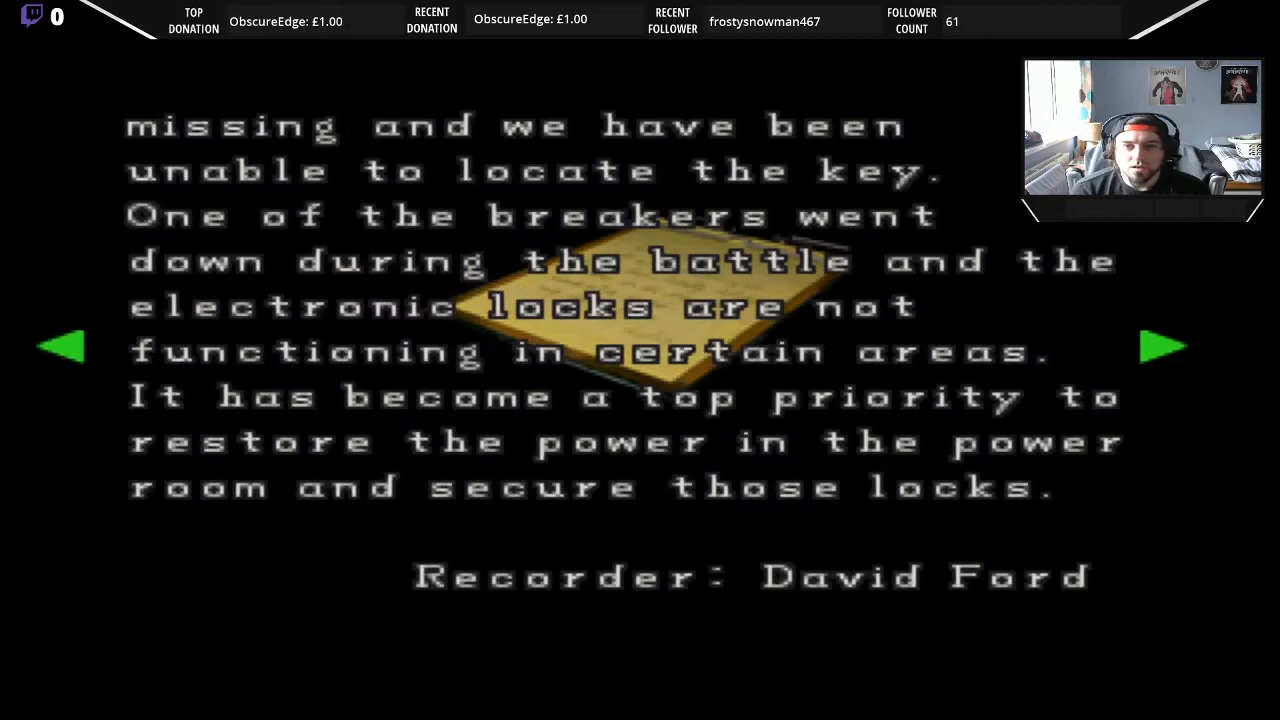 0
TOP DONATION
ObscureEdge: £1.00
RECENT DONATION
ObscureEdge: £1.00
RECENT FOLLOWER
frostysnowman467
FOLLOWER COUNT
61
missing and we have been
unable to locate the key.
One of the breakers went
down during the battle and the
electronic locks are not
functioning in certain areas.
It has become a top priority to
restore the power in the power
room and secure those locks.
Recorder: David Ford